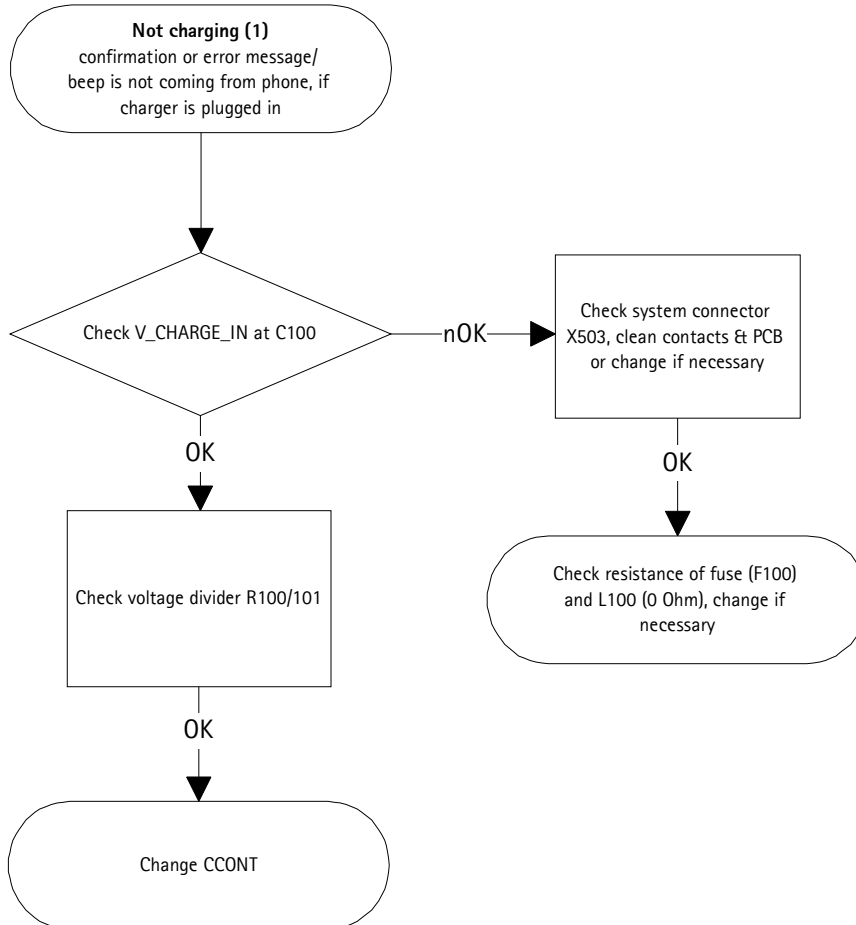 Not charging (1)
confirmation or error message/
beep is not coming from phone, if
charger is plugged in
Check V_CHARGE_IN at C100
nOK
Check system connector
X503, clean contacts & PCB
or change if necessary
OK
OK
Check voltage divider R100/101
Check resistance of fuse (F100)
and L100 (0 Ohm), change if
necessary
OK
Change CCONT